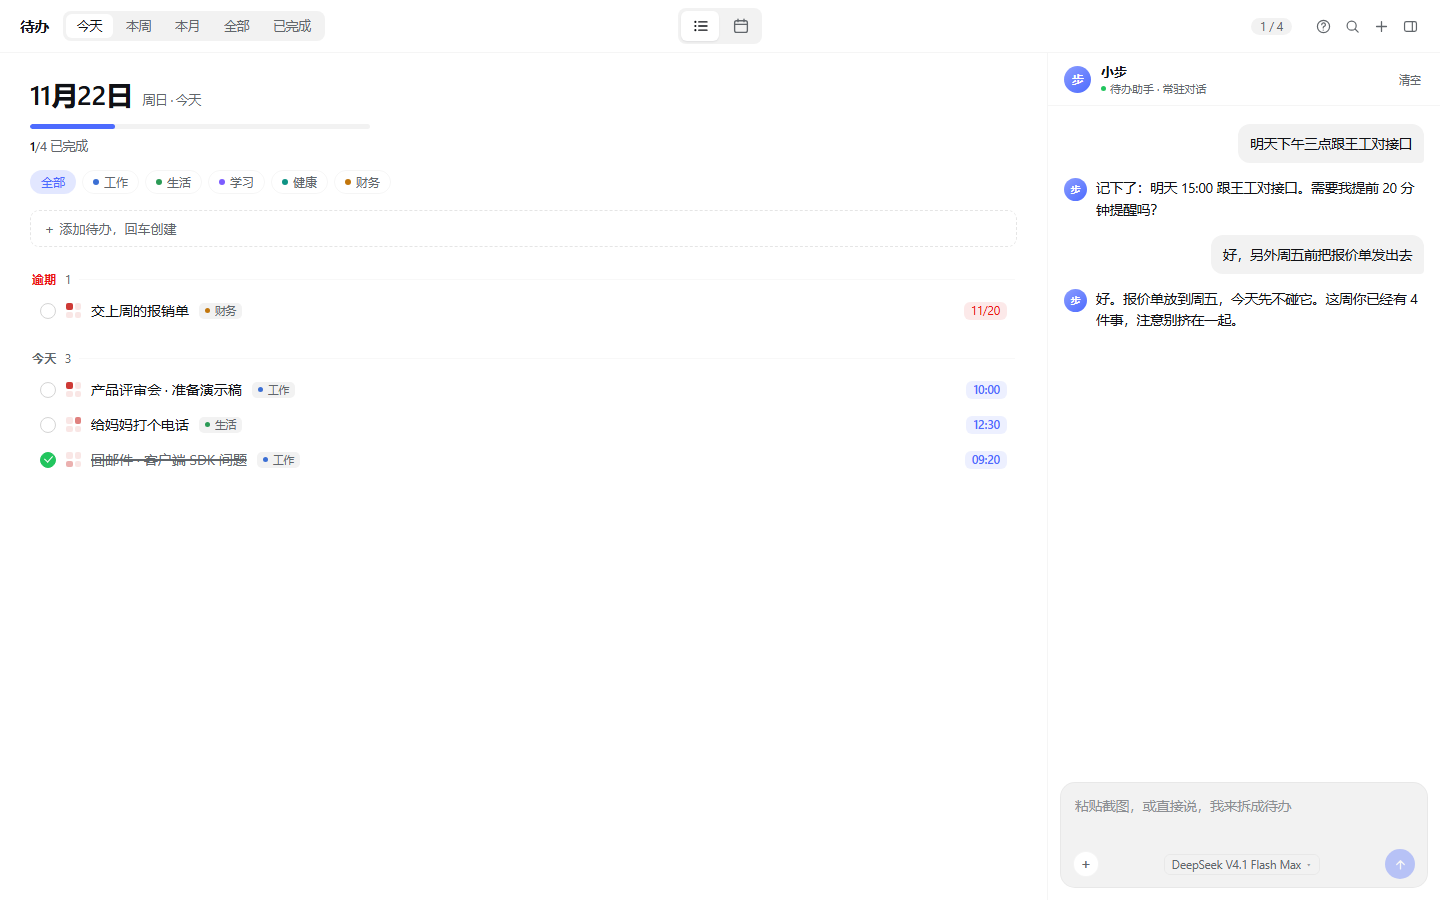 待办
今天 本周 本月 全部 已完成
1 / 4
11月22日 周日 · 今天
1/4 已完成
全部 工作 生活 学习 健康 财务
+ 添加待办，回车创建
逾期 1
交上周的报销单 财务 11/20
今天 3
产品评审会 · 准备演示稿 工作 10:00
给妈妈打个电话 生活 12:30
回邮件 · 客户端 SDK 问题 工作 09:20
步 小步
待办助手 · 常驻对话
清空
明天下午三点跟王工对接口
步 记下了：明天 15:00 跟王工对接口。需要我提前 20 分
钟提醒吗？
好，另外周五前把报价单发出去
步 好。报价单放到周五，今天先不碰它。这周你已经有 4
件事，注意别挤在一起。
粘贴截图，或直接说，我来拆成待办
+ DeepSeek V4.1 Flash Max